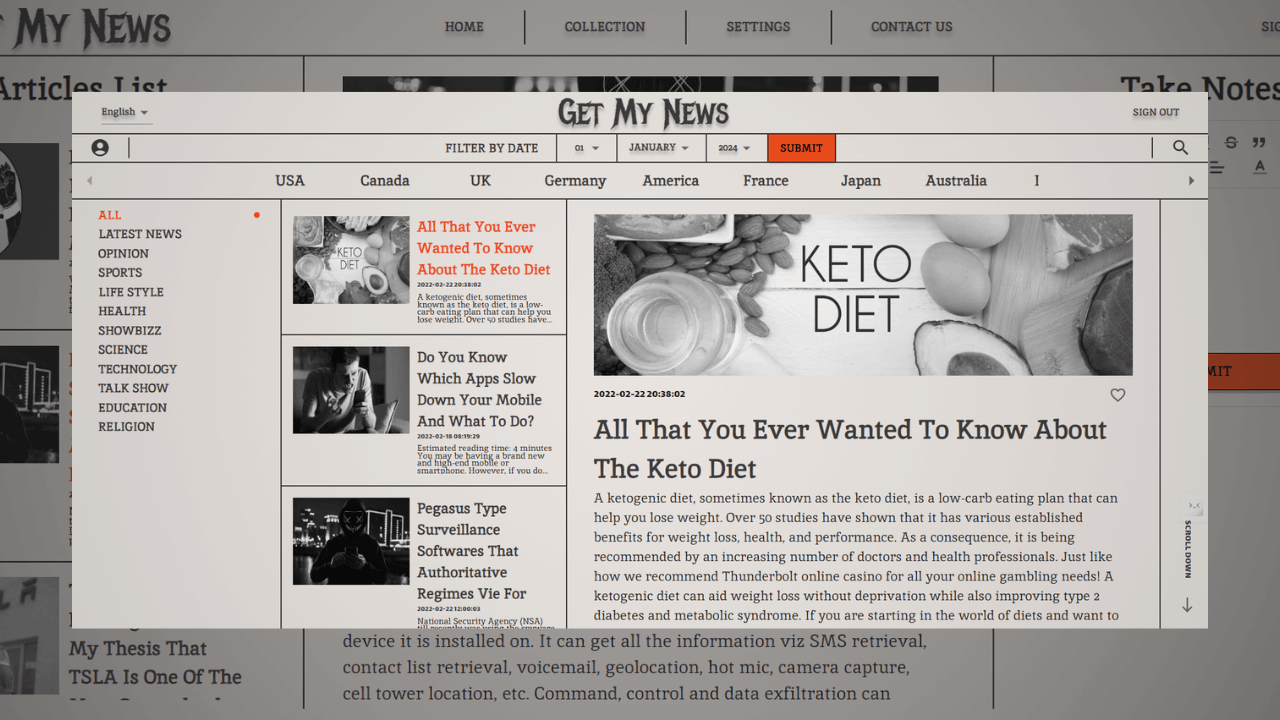 My News
HOME
COLLECTION
SETTINGS
CONTACT US
Articles List
Take Notes
English
Get My News
SIGN OUT
FILTER BY DATE
01
JANUARY
2024
SUBMIT
USA
Canada
UK
Germany
America
France
Japan
Australia
ALL
LATEST NEWS
OPINION
SPORTS
LIFE STYLE
HEALTH
SHOWBIZZ
SCIENCE
TECHNOLOGY
TALK SHOW
EDUCATION
RELIGION
KETO
DIET
All That You Ever
Wanted To Know
About The Keto Diet
2022-02-22 20:38:02
A ketogenic diet, sometimes
known as the keto diet, is a low-
carb eating plan that can help you
lose weight. Over 50 studies have...
Do You Know
Which Apps Slow
Down Your Mobile
And What To Do?
2022-02-18 08:19:29
Estimated reading time: 4 minutes
You may be having a brand new
and high-end mobile or
smartphone. However, if you do...
Pegasus Type
Surveillance
Softwares That
Authoritative
Regimes Vie For
2022-02-22 12:00:03
National Security Agency (NSA)
KETO
DIET
2022-02-22 20:38:02
All That You Ever Wanted To Know About
The Keto Diet
A ketogenic diet, sometimes known as the keto diet, is a low-carb eating plan that can
help you lose weight. Over 50 studies have shown that it has various established
benefits for weight loss, health, and performance. As a consequence, it is being
recommended by an increasing number of doctors and health professionals. Just like
how we recommend Thunderbolt online casino for all your online gambling needs! A
ketogenic diet can aid weight loss without deprivation while also improving type 2
diabetes and metabolic syndrome. If you are starting in the world of diets and want to
SCROLL DOWN
My Thesis That
TSLA Is One Of The
device it is installed on. It can get all the information viz SMS retrieval,
contact list retrieval, voicemail, geolocation, hot mic, camera capture,
cell tower location, etc. Command, control and data exfiltration can